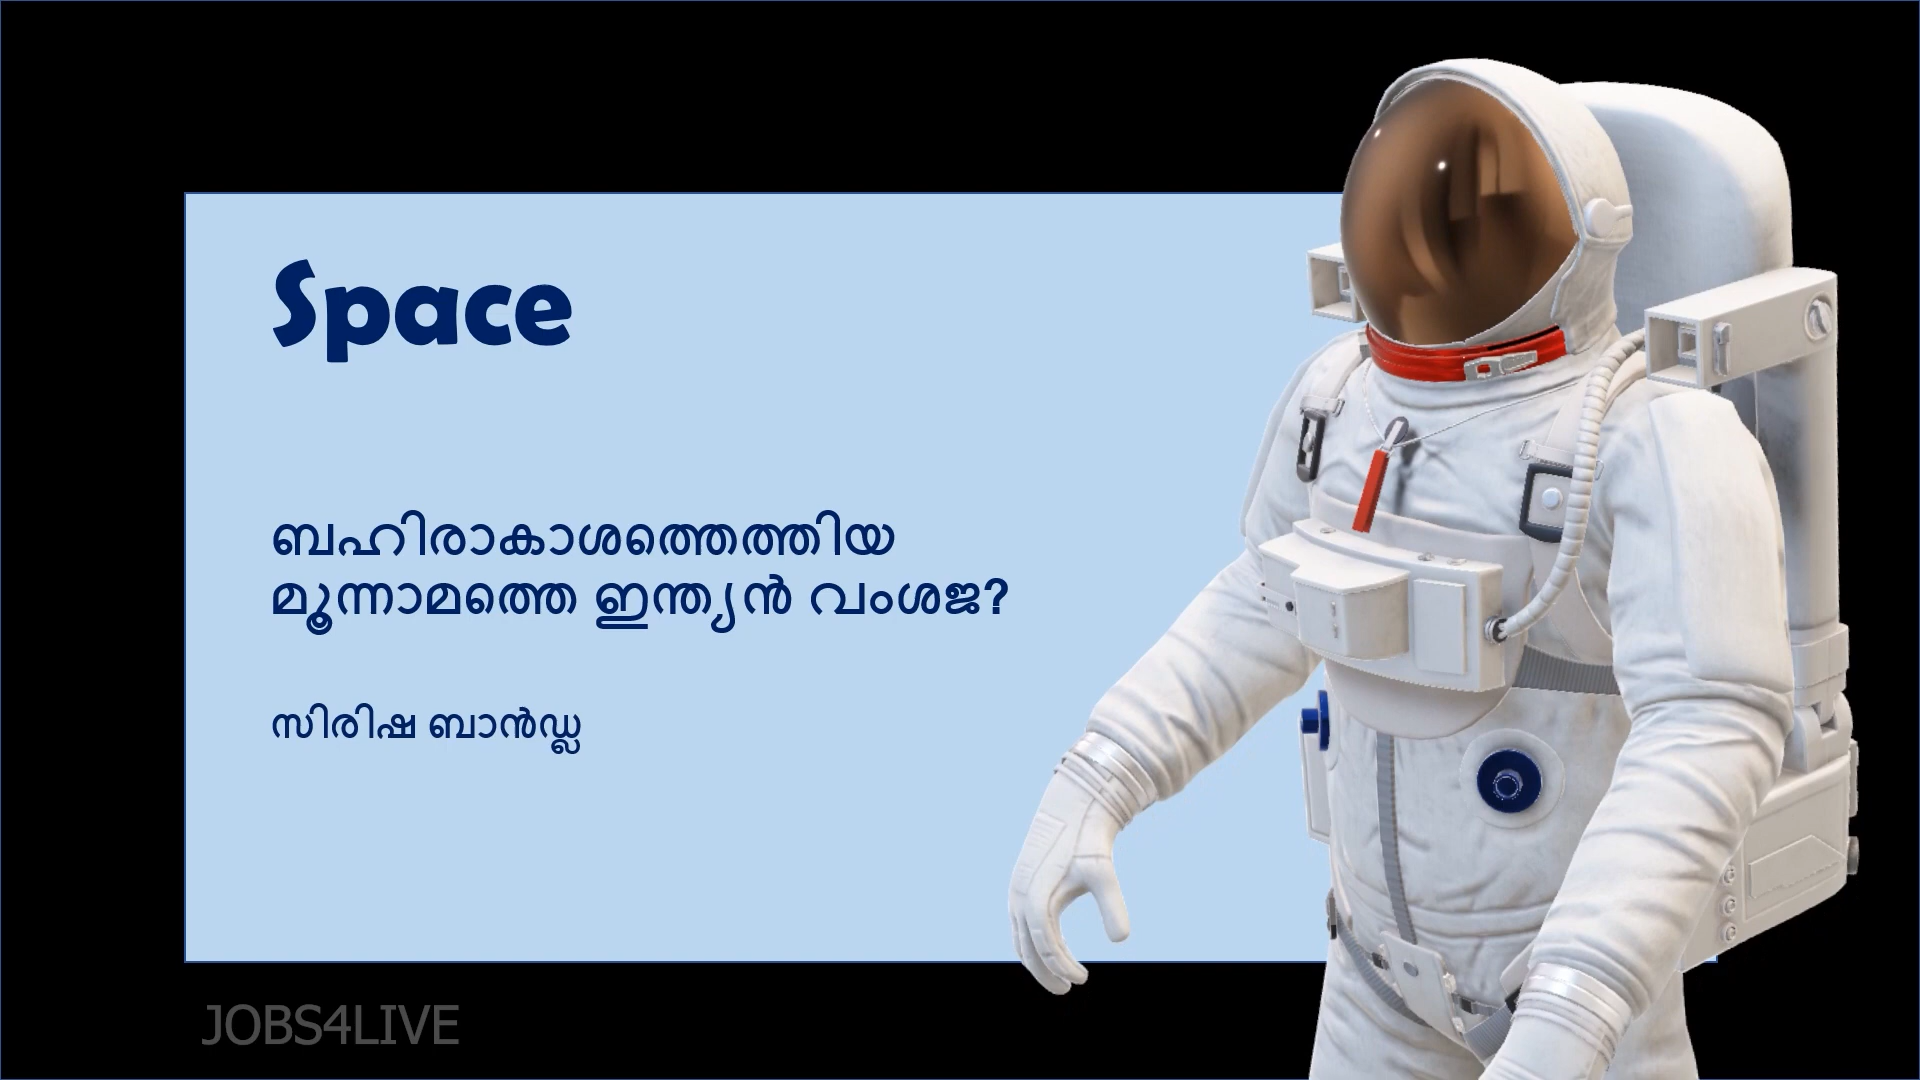 Space
ബഹിരാകാശത്തെത്തിയ
മൂന്നാമത്തെ ഇന്ത്യൻ വംശജ?
സിരിഷ ബാൻഡ്ല
JOBS4LIVE